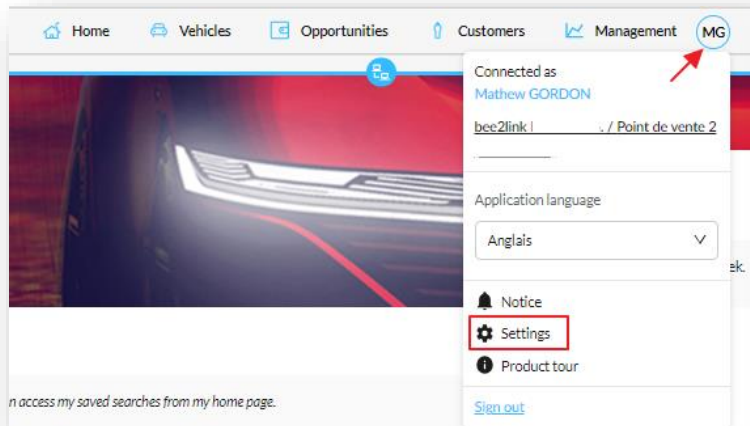 Home Vehicles Opportunities Customers Management MG
Connected as
Mathew GORDON
bee2link / Point de vente 2
Application language
Anglais
ek.
Notice
Settings
Product tour
n access my saved searches from my home page.
Sign out